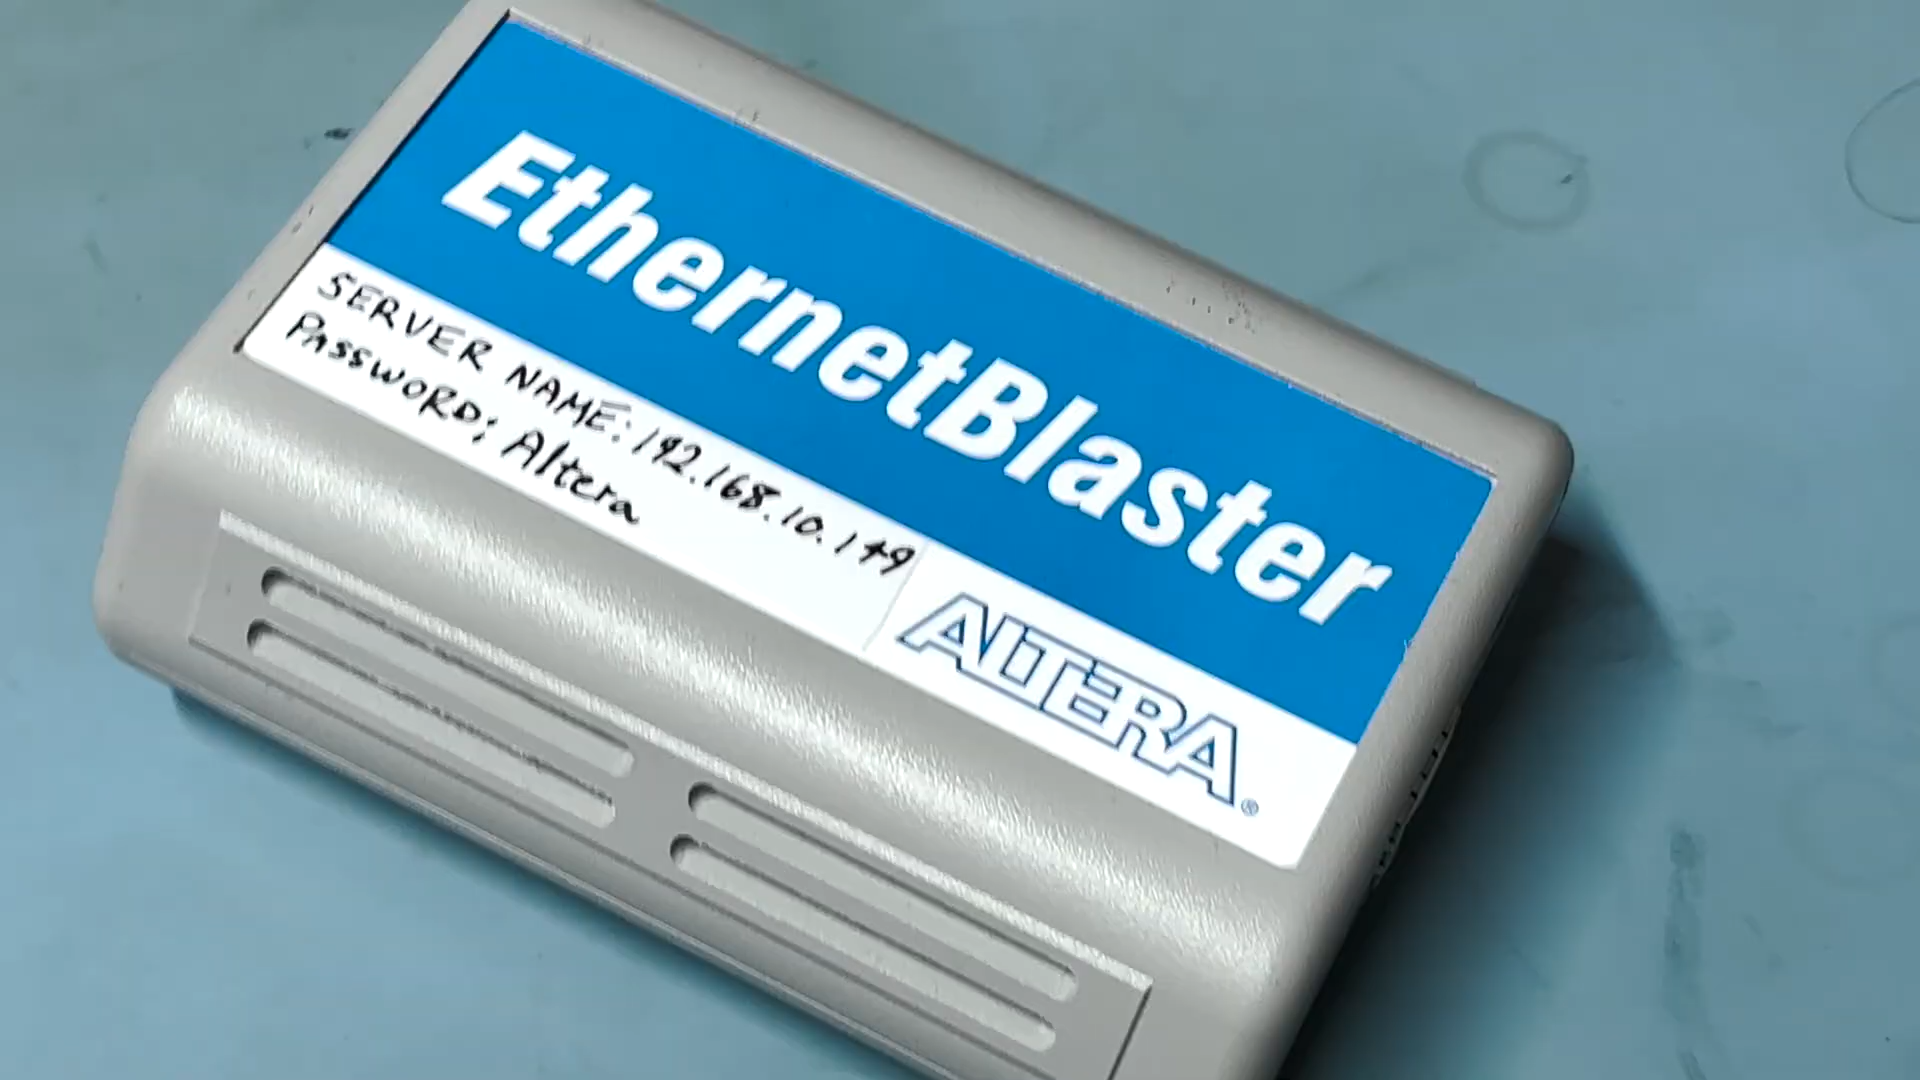 EthernetBlaster
SERVER NAME: 192.168.10.149
PASSWORD: Altera
ALTERA®